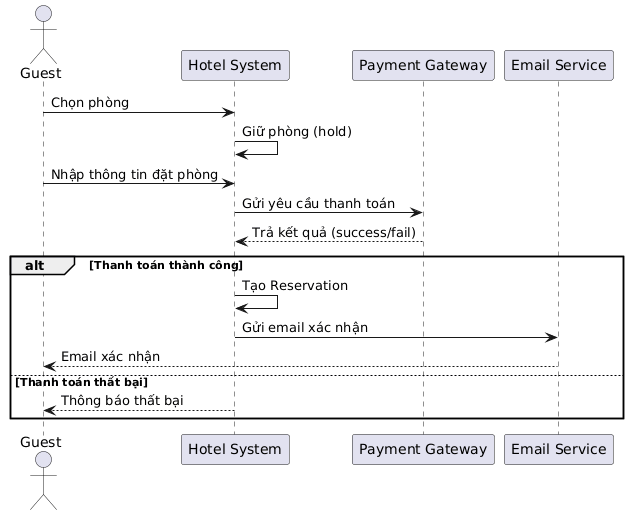 Guest
Hotel System
Payment Gateway
Email Service
Chọn phòng
Giữ phòng (hold)
Nhập thông tin đặt phòng
Gửi yêu cầu thanh toán
Trả kết quả (success/fail)
alt
[Thanh toán thành công]
Tạo Reservation
Gửi email xác nhận
Email xác nhận
[Thanh toán thất bại]
Thông báo thất bại
Guest
Hotel System
Payment Gateway
Email Service